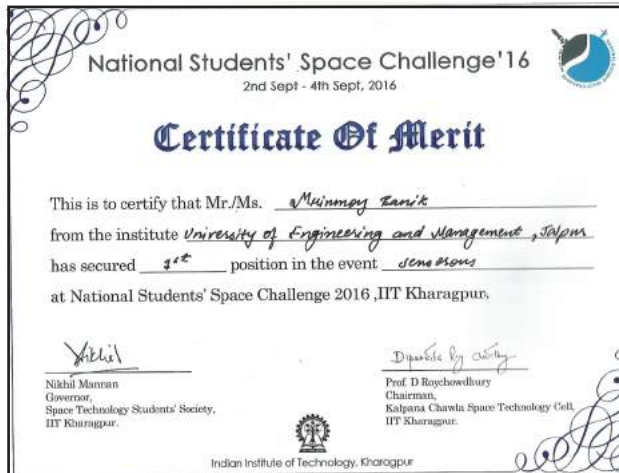 National Students' Space Challenge'16
2nd Sept - 4th Sept, 2016
Certificate Of Merit
This is to certify that Mr./Ms. Mrinmoy Banik
from the institute University of Engineering and Management, Jaipur
has secured 1st position in the event
at National Students' Space Challenge 2016 ,IIT Kharagpur.
Nikhil
Nikhil Mannan
Governor,
Space Technology Students' Society,
IIT Kharagpur.
Prof. D Roychowdhury
Chairman,
Kalpana Chawla Space Technology Cell,
IIT Kharagpur.
Indian Institute of Technology, Kharagpur